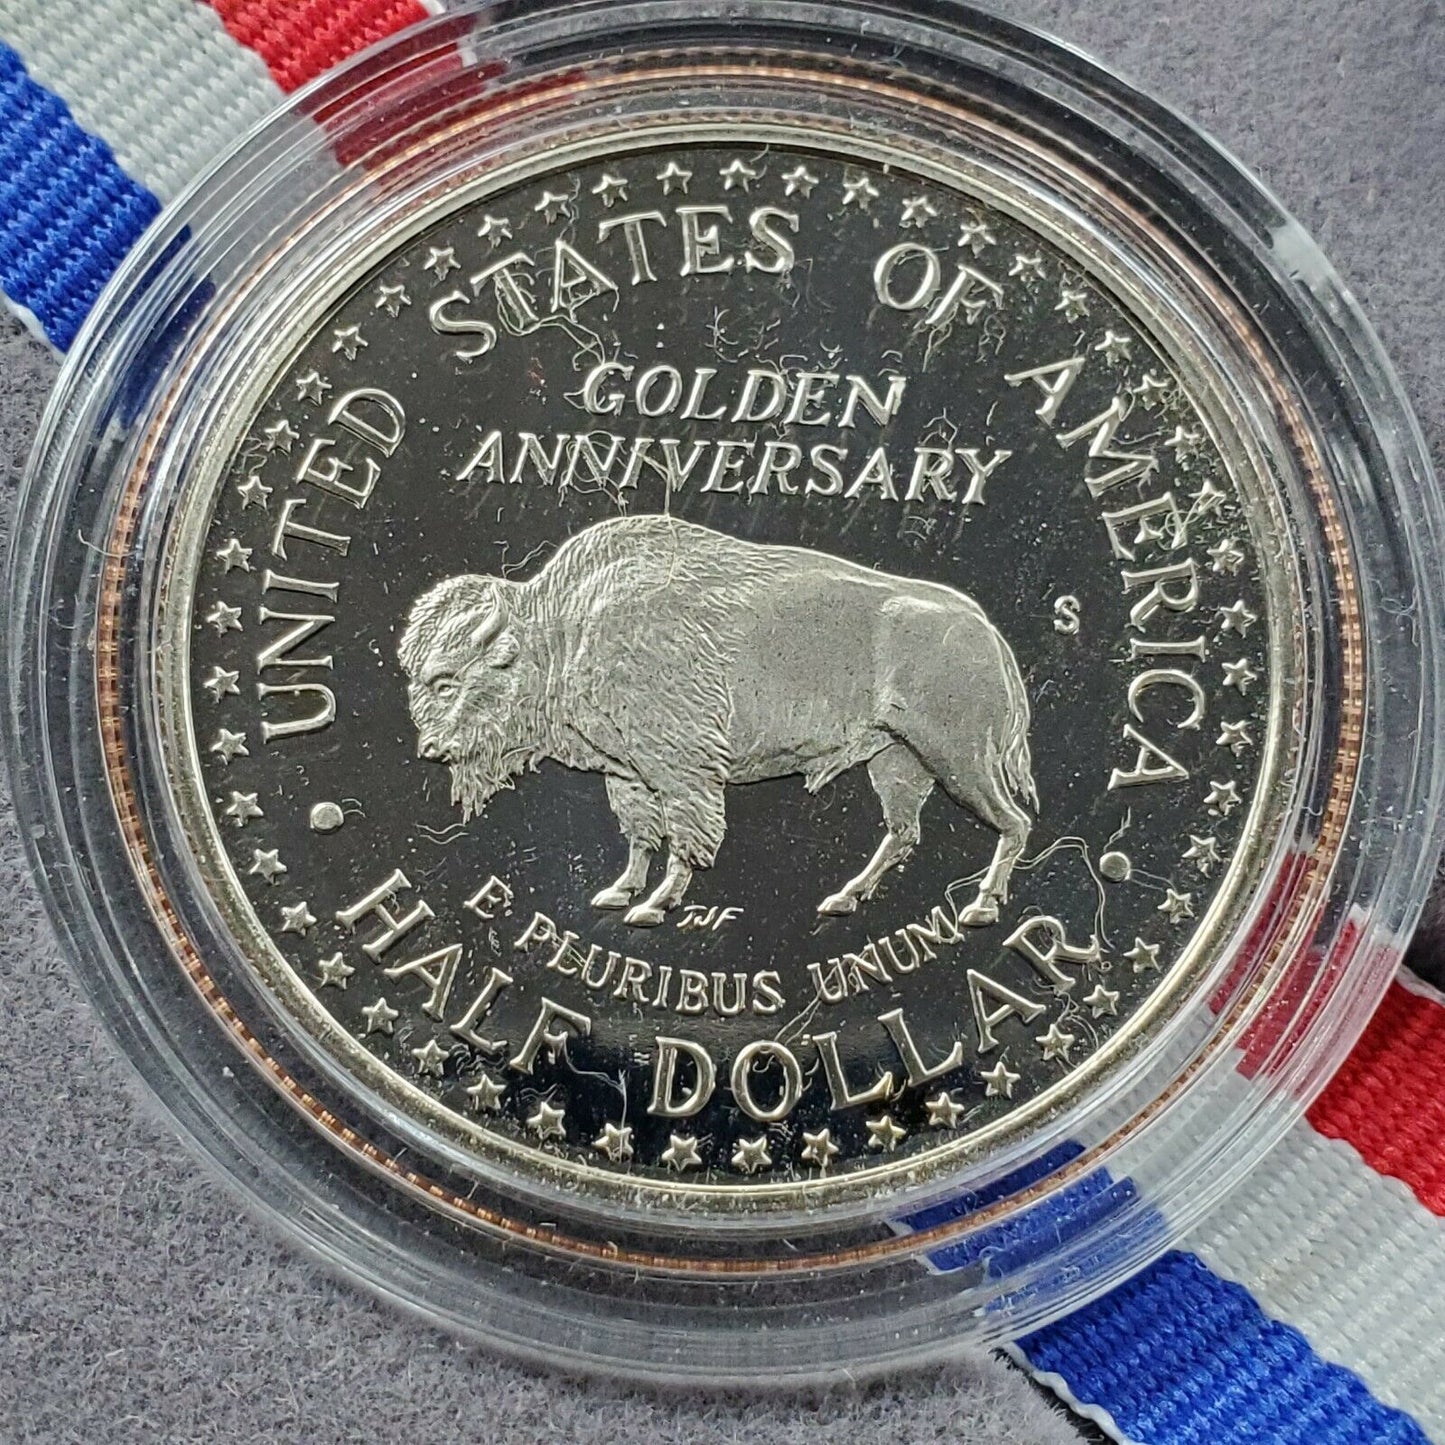 UNITED STATES OF AMERICA
GOLDEN
ANNIVERSARY
S
TJF
E PLURIBUS UNUM
HALF DOLLAR